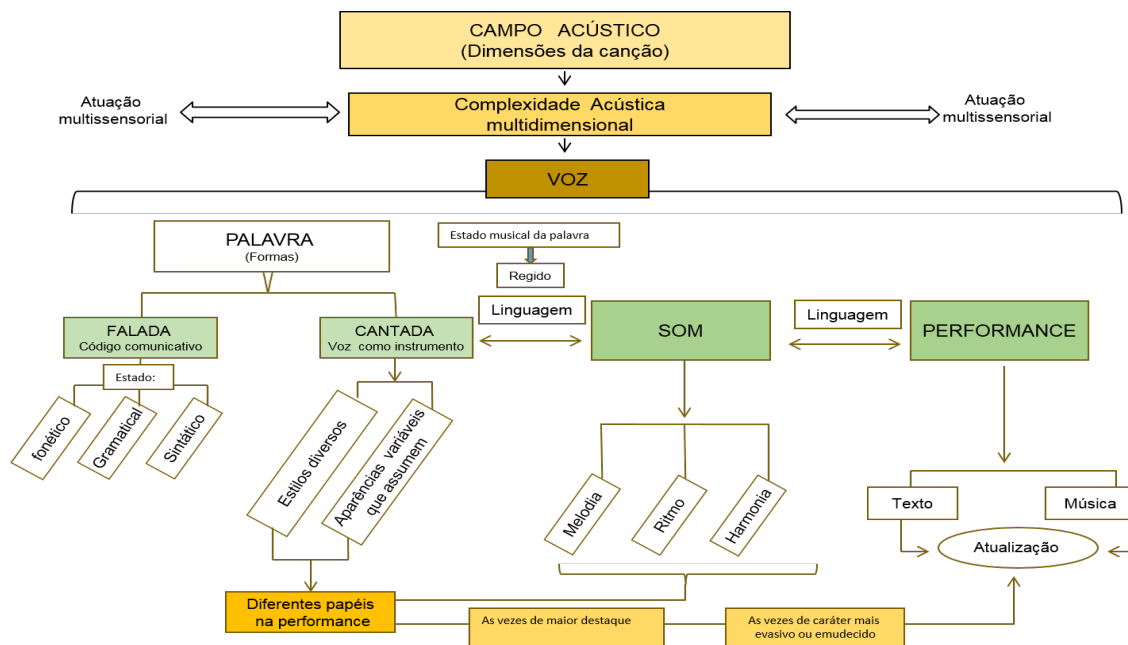 CAMPO ACÚSTICO
(Dimensões da canção)
Atuação
multissensorial
Complexidade Acústica
multidimensional
Atuação
multissensorial
VOZ
PALAVRA
(Formas)
Estado musical da palavra
Regido
FALADA
Código comunicativo
CANTADA
Voz como instrumento
Linguagem
SOM
Linguagem
PERFORMANCE
Estado:
fonético
Gramatical
Sintático
Estilos diversos
Aparências variáveis
que assumem
Melodia
Ritmo
Harmonia
Texto
Música
Atualização
Diferentes papéis
na performance
As vezes de maior destaque
As vezes de caráter mais
evasivo ou emudecido